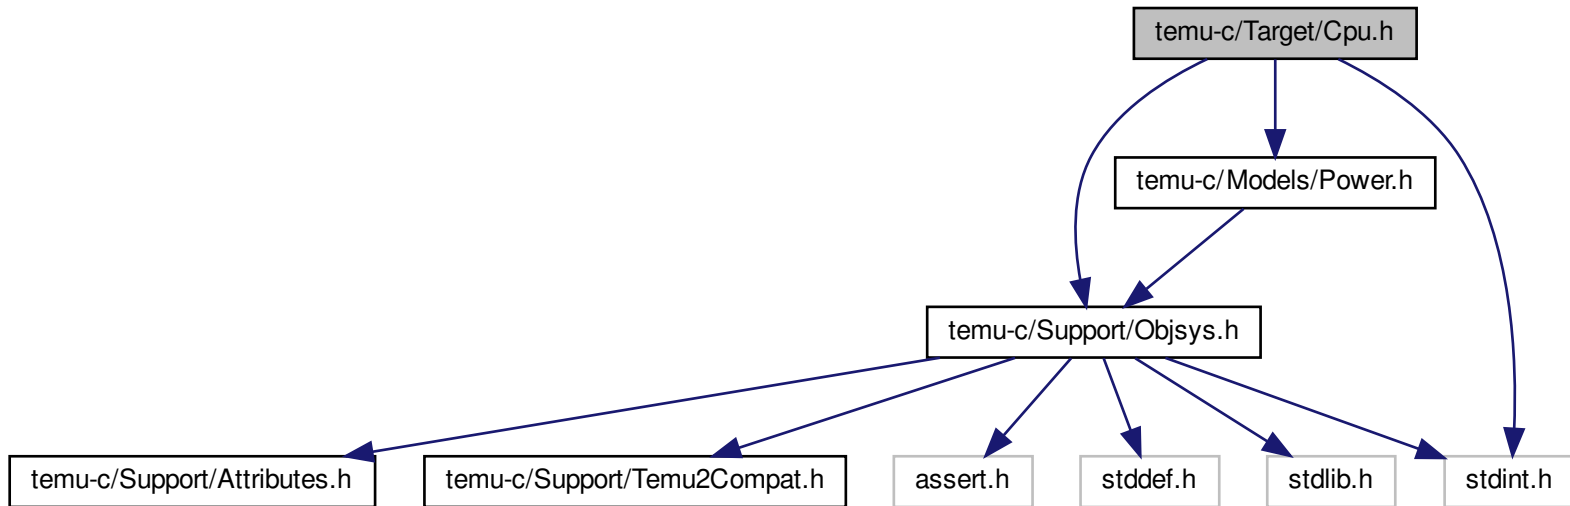 temu-c/Target/Cpu.h
temu-c/Models/Power.h
temu-c/Support/Objsys.h
temu-c/Support/Attributes.h
temu-c/Support/Temu2Compat.h
assert.h
stddef.h
stdlib.h
stdint.h